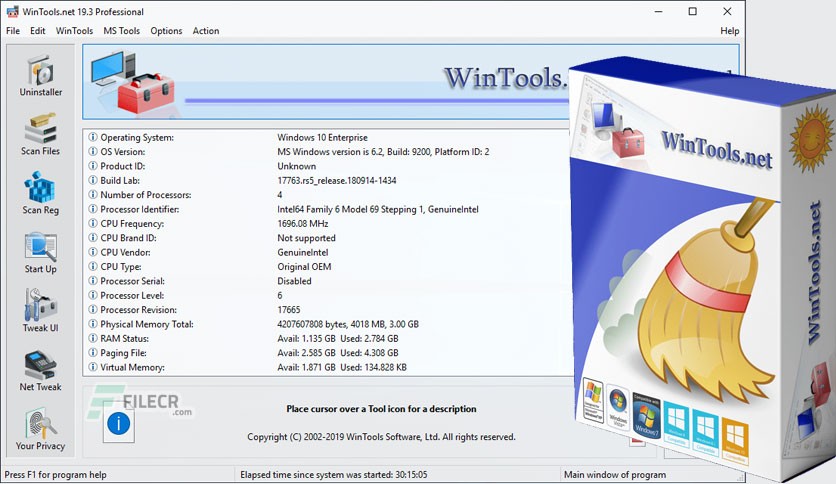 WinTools.net 19.3 Professional
File Edit WinTools MS Tools Options Action Help
Uninstaller
Scan Files
Scan Reg
Start Up
Tweak UI
Net Tweak
Your Privacy
WinTools.
Operating System: Windows 10 Enterprise
OS Version: MS Windows version is 6.2, Build: 9200, Platform ID: 2
Product ID: Unknown
Build Lab: 17763.rs5_release.180914-1434
Number of Processors: 4
Processor Identifier: Intel64 Family 6 Model 69 Stepping 1, GenuineIntel
CPU Frequency: 1696.08 MHz
CPU Brand ID: Not supported
CPU Vendor: GenuineIntel
CPU Type: Original OEM
Processor Serial: Disabled
Processor Level: 6
Processor Revision: 17665
Physical Memory Total: 4207607808 bytes, 4018 MB, 3.00 GB
RAM Status: Avail: 1.135 GB Used: 2.784 GB
Paging File: Avail: 2.585 GB Used: 4.308 GB
Virtual Memory: Avail: 1.871 GB Used: 134.828 KB
FILECR
.com
Place cursor over a Tool icon for a description
Copyright (C) 2002-2019 WinTools Software, Ltd. All rights reserved.
Press F1 for program help
Elapsed time since system was started: 30:15:05
Main window of program
WinTools.net
WinTools.net